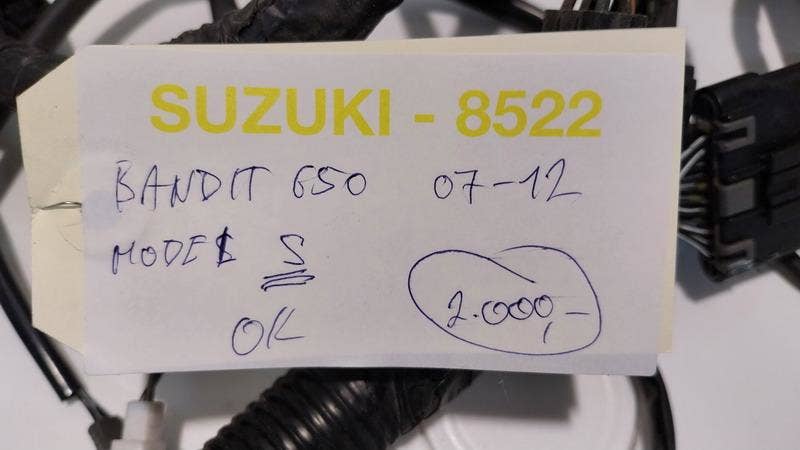 SUZUKI - 8522
BANDIT 650 07-12
MODEL S
OK 2.000,-